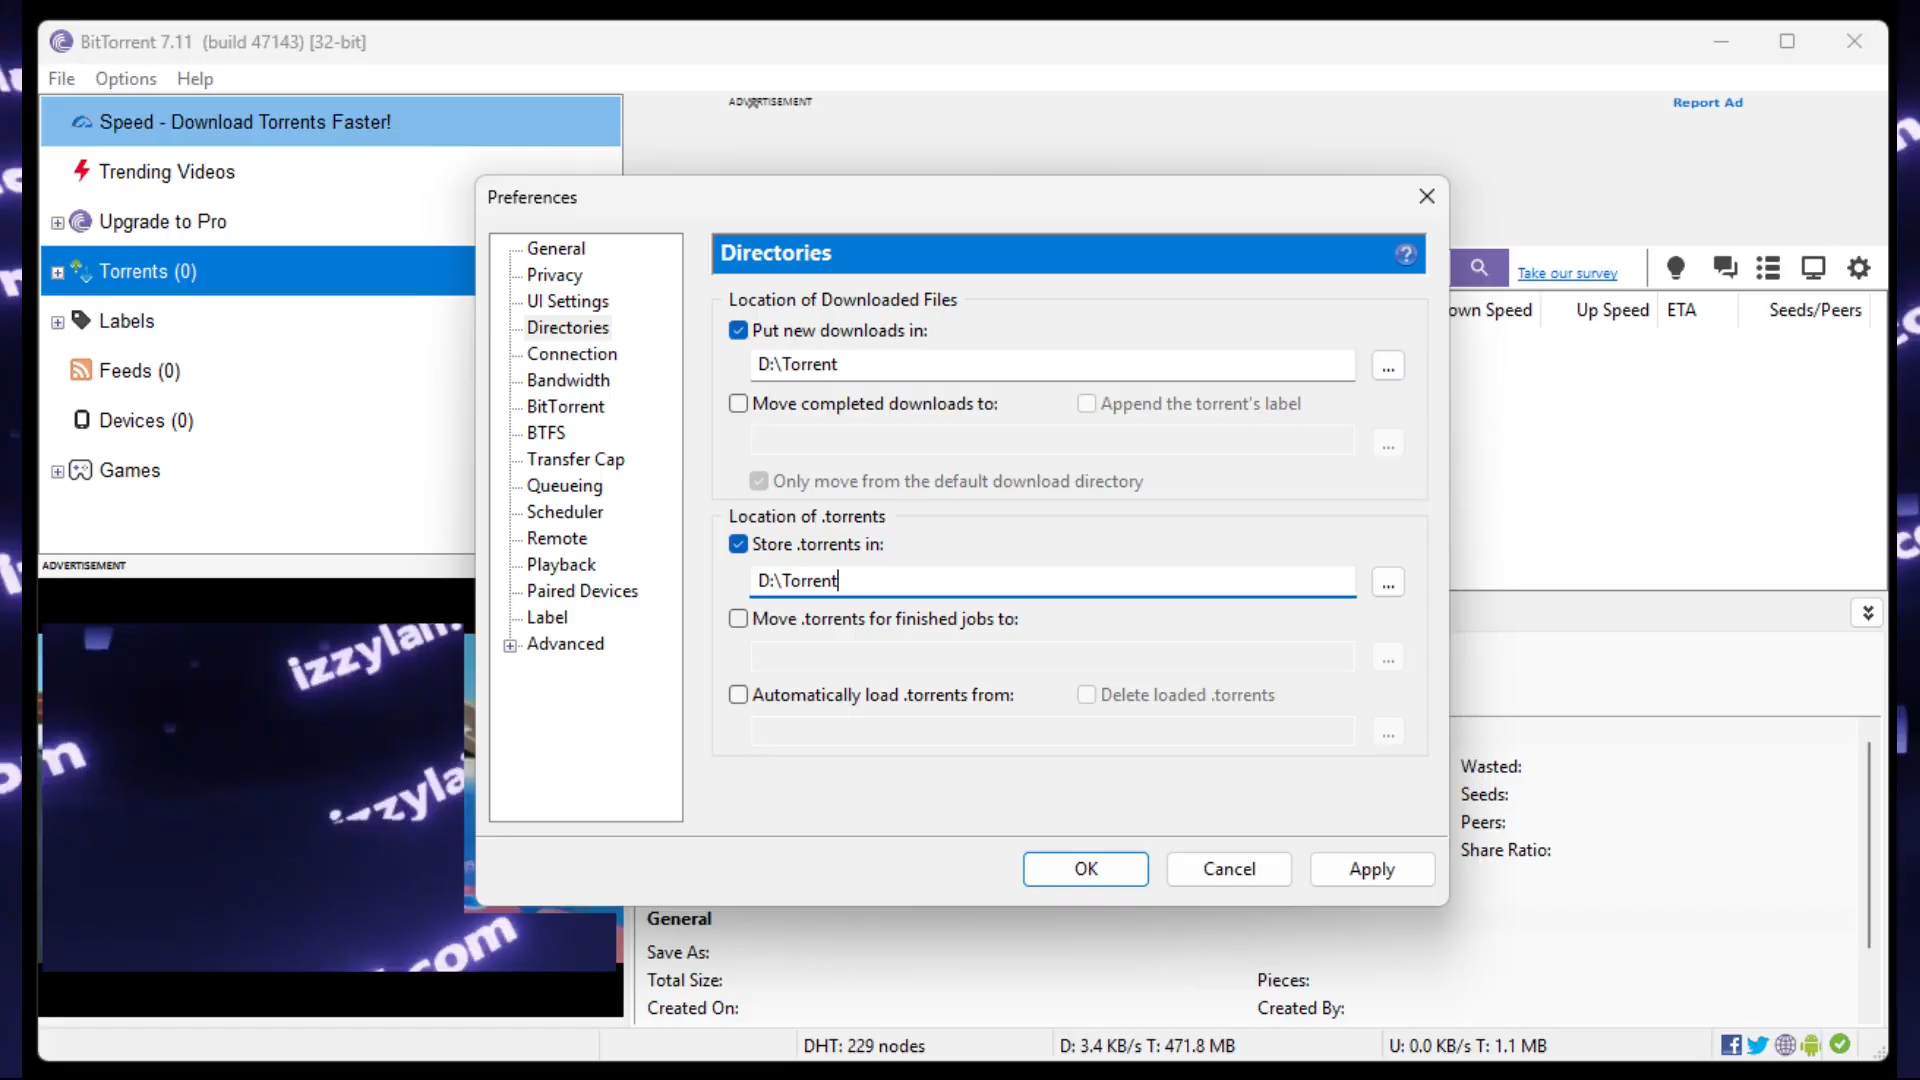 BitTorrent 7.11 (build 47143) [32-bit]
File Options Help
Speed - Download Torrents Faster!
Trending Videos
Upgrade to Pro
Torrents (0)
Labels
Feeds (0)
Devices (0)
Games
ADVERTISEMENT
izzylam
izzyla
.com
ADVERTISEMENT
Report Ad
Take our survey
own Speed Up Speed ETA Seeds/Peers
Preferences
General
Privacy
UI Settings
Directories
Connection
Bandwidth
BitTorrent
BTFS
Transfer Cap
Queueing
Scheduler
Remote
Playback
Paired Devices
Label
Advanced
Directories
Location of Downloaded Files
Put new downloads in:
D:\Torrent
...
Move completed downloads to: Append the torrent's label
...
Only move from the default download directory
Location of .torrents
Store .torrents in:
D:\Torrent
...
Move .torrents for finished jobs to:
...
Automatically load .torrents from: Delete loaded .torrents
...
OK Cancel Apply
Wasted:
Seeds:
Peers:
Share Ratio:
General
Save As:
Total Size: Pieces:
Created On: Created By:
DHT: 229 nodes D: 3.4 KB/s T: 471.8 MB U: 0.0 KB/s T: 1.1 MB